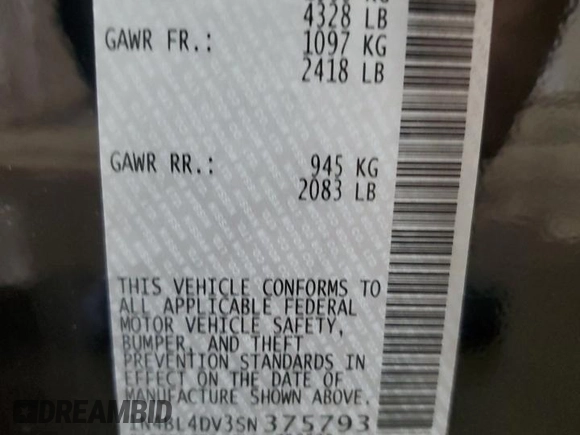 4328 LB
GAWR FR.: 1097 KG
2418 LB
GAWR RR.: 945 KG
2083 LB
THIS VEHICLE CONFORMS TO
ALL APPLICABLE FEDERAL
MOTOR VEHICLE SAFETY,
BUMPER, AND THEFT
PREVENTION STANDARDS IN
EFFECT ON THE DATE OF
MANUFACTURE SHOWN ABOVE.
BL4DV3SN375793
DREAMBID